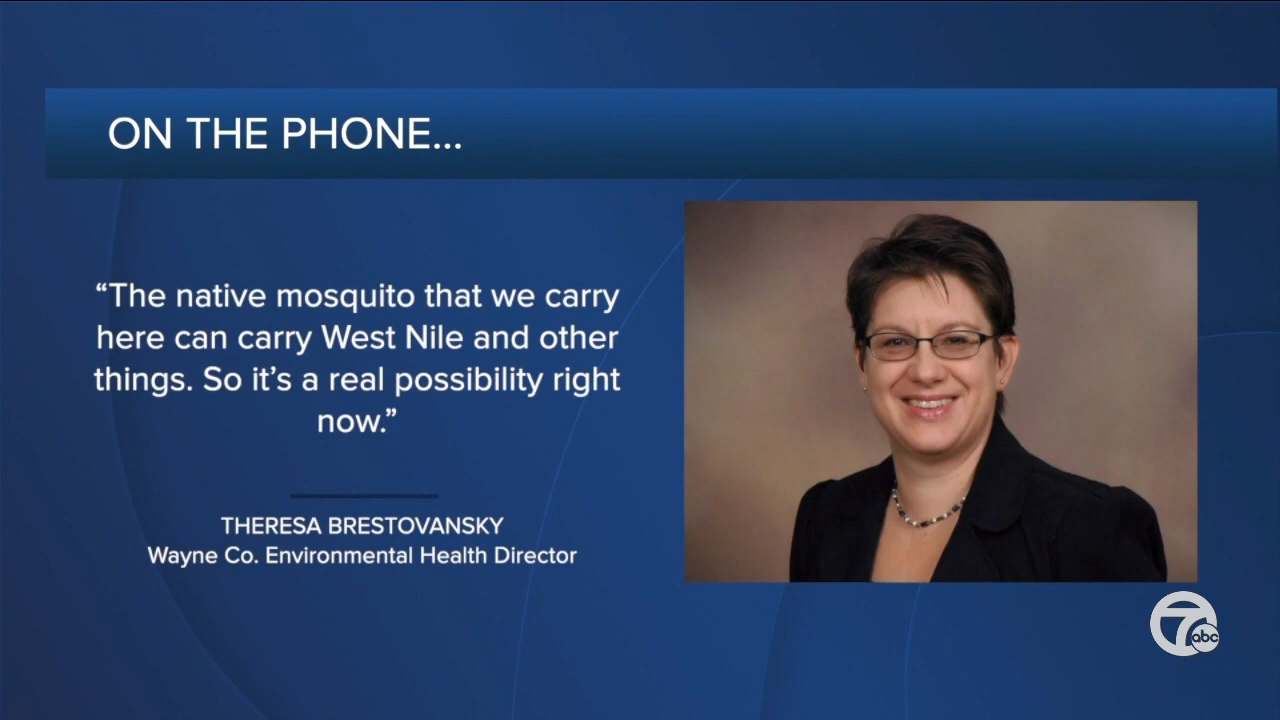 ON THE PHONE...
“The native mosquito that we carry
here can carry West Nile and other
things. So it’s a real possibility right
now.”
THERESA BRESTOVANSKY
Wayne Co. Environmental Health Director
7 abc